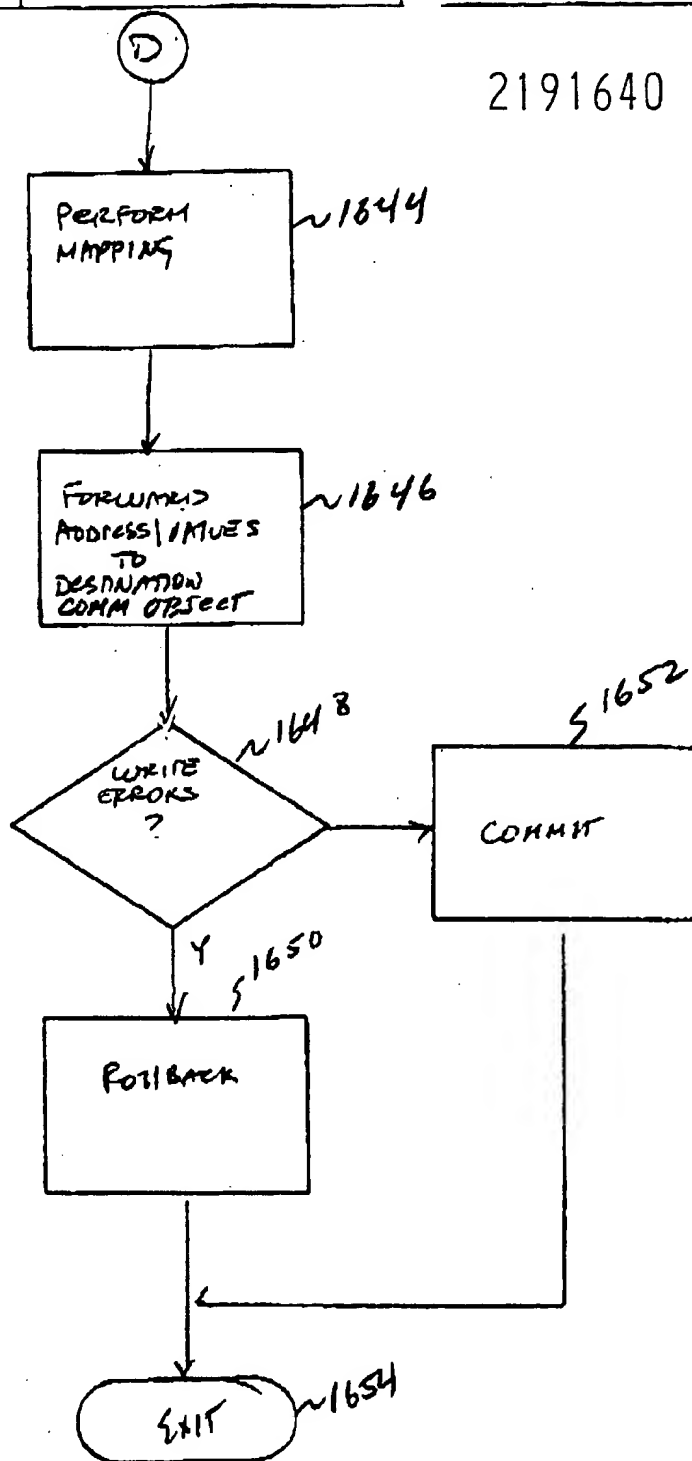 D
2191640
PERFORM
MAPPING
1644
FORWARD
ADDRESS/VALUES
TO
DESTINATION
COMM OBJECT
1646
WRITE
ERRORS
?
1648
1652
COMMIT
Y
1650
ROLLBACK
EXIT
1654